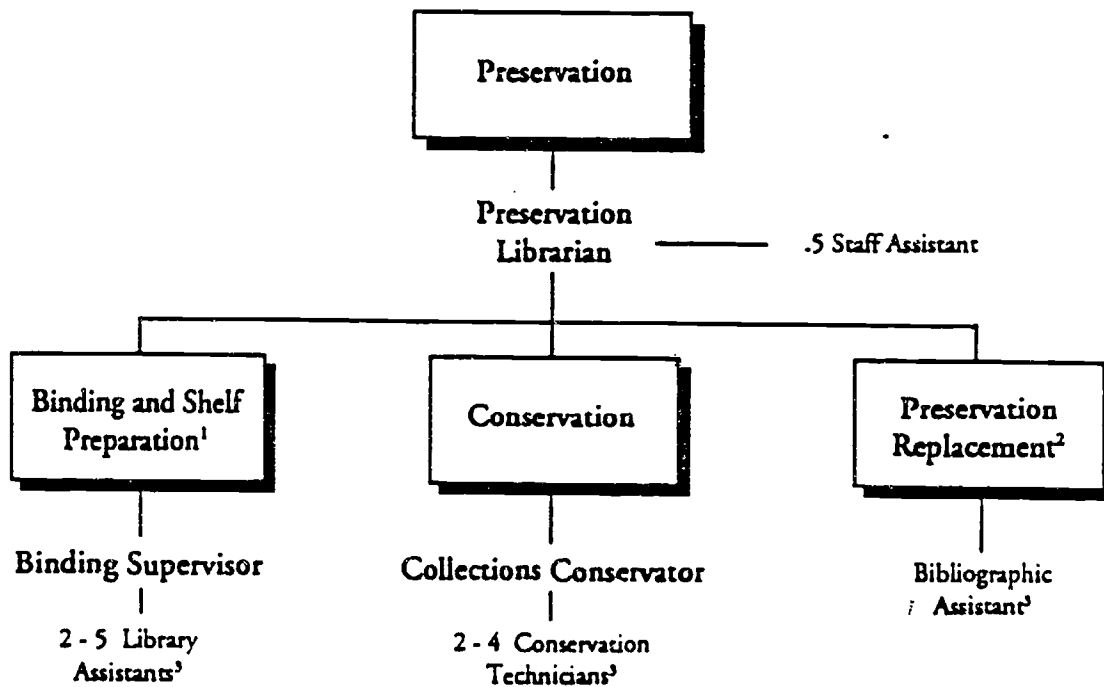 Preservation
Preservation
Librarian
.5 Staff Assistant
Binding and Shelf
Preparation¹
Conservation
Preservation
Replacement²
Binding Supervisor
Collections Conservator
Bibliographic
Assistant³
2 - 5 Library
Assistants³
2 - 4 Conservation
Technicians³